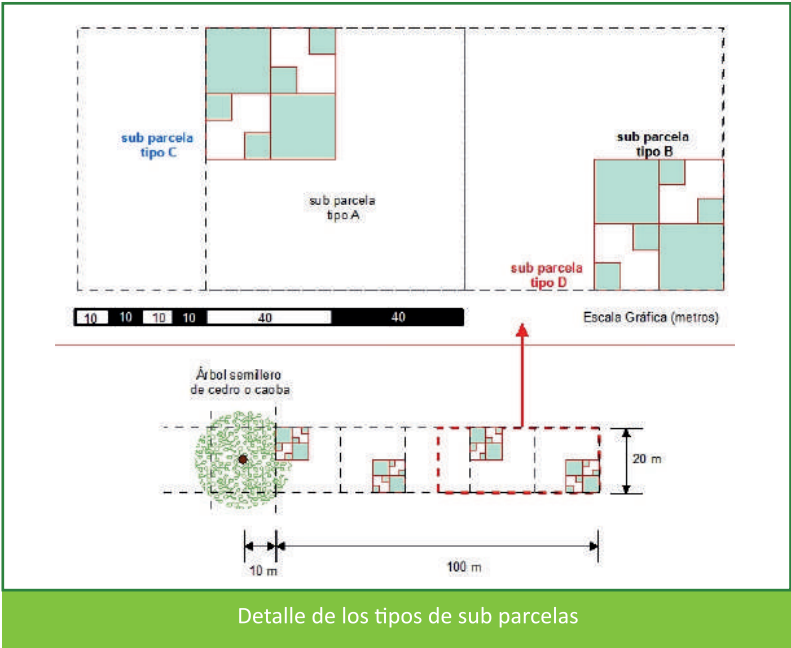 sub parcela
tipo C
sub parcela
tipo B
sub parcela
tipo A
sub parcela
tipo D
10 10 10 10 40 40
Escala Gráfica (metros)
Árbol semillero
de cedro o caoba
20 m
10 m
100 m
Detalle de los tipos de sub parcelas